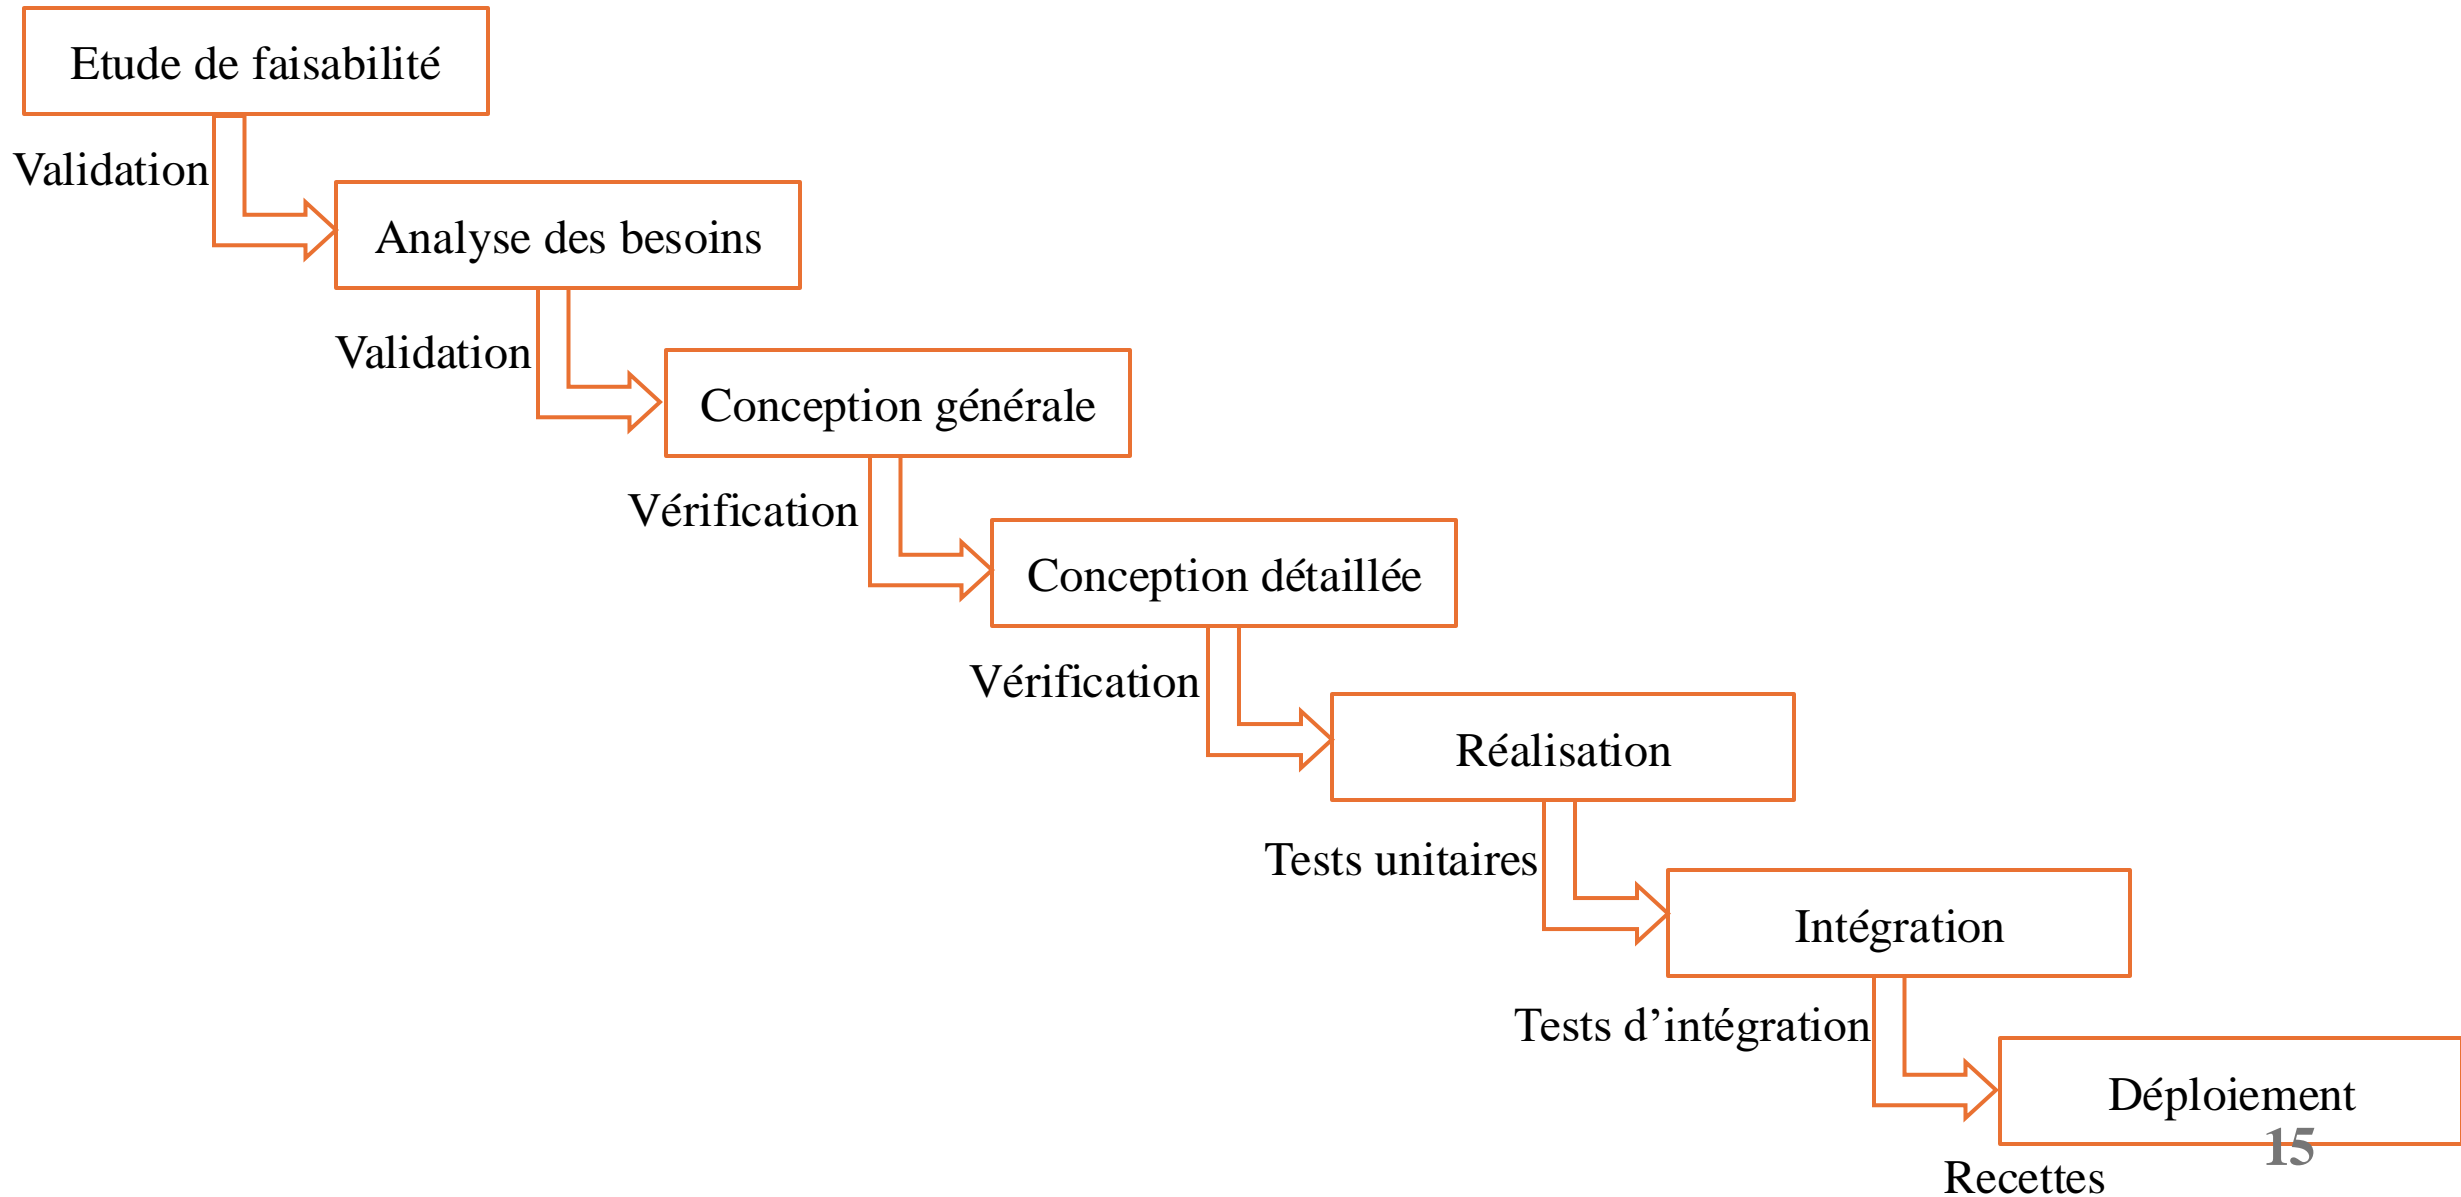 Etude de faisabilité
Validation
Analyse des besoins
Validation
Conception générale
Vérification
Conception détaillée
Vérification
Réalisation
Tests unitaires
Intégration
Tests d’intégration
Déploiement
15
Recettes